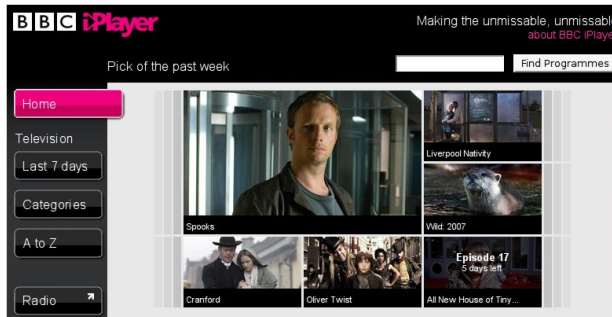 BBC iPlayer
Making the unmissable, unmissable
about BBC iPlayer
Pick of the past week
Find Programmes
Home
Television
Last 7 days
Categories
A to Z
Radio
Spooks
Liverpool Nativity
Wild: 2007
Cranford
Oliver Twist
Episode 17
5 days left
All New House of Tiny...